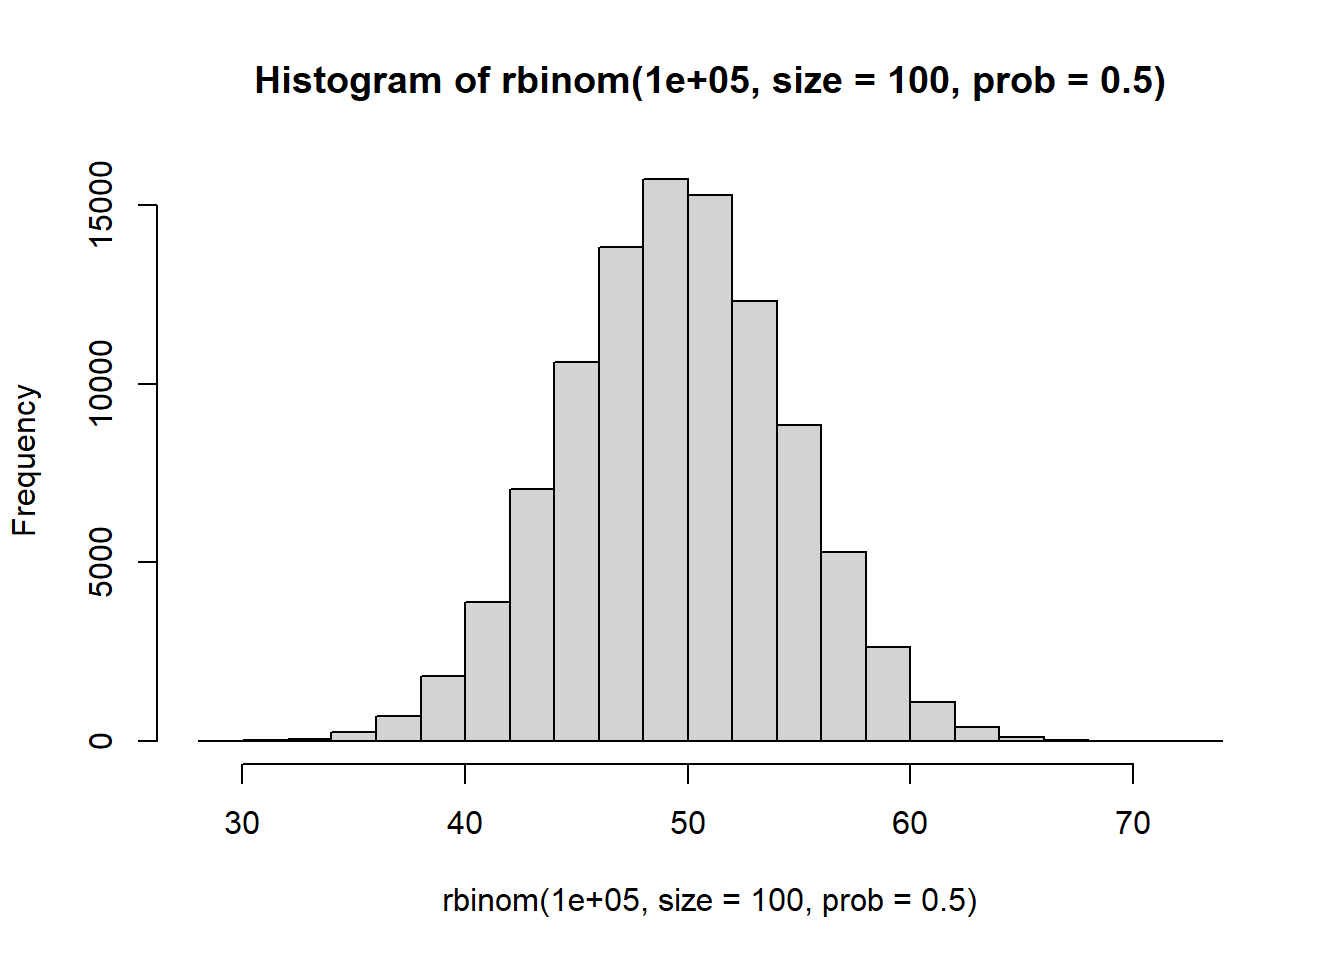 Histogram of rbinom(1e+05, size = 100, prob = 0.5)
Frequency
15000
10000
5000
0
30 40 50 60 70
rbinom(1e+05, size = 100, prob = 0.5)